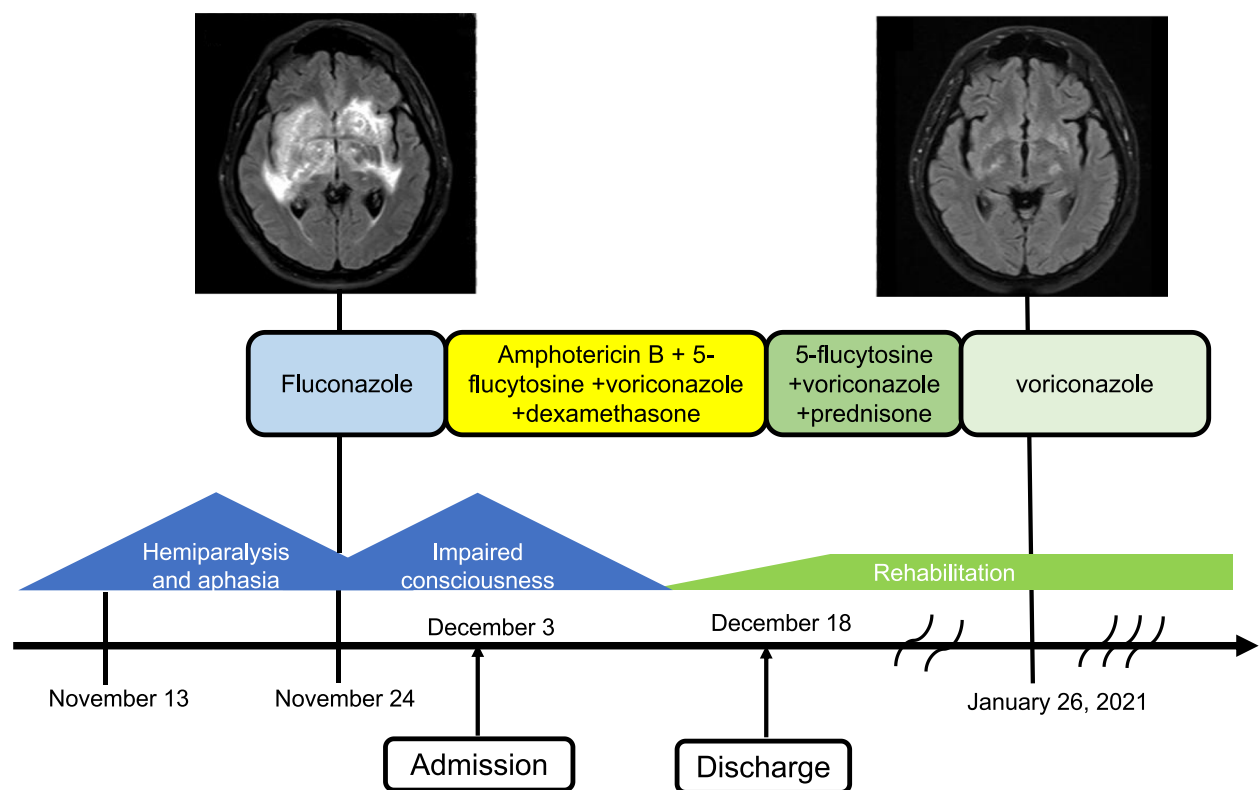 Fluconazole
Amphotericin B + 5-
flucytosine +voriconazole
+dexamethasone
5-flucytosine
+voriconazole
+prednisone
voriconazole
Hemiparalysis
and aphasia
Impaired
consciousness
Rehabilitation
December 3
December 18
November 13
November 24
January 26, 2021
Admission
Discharge